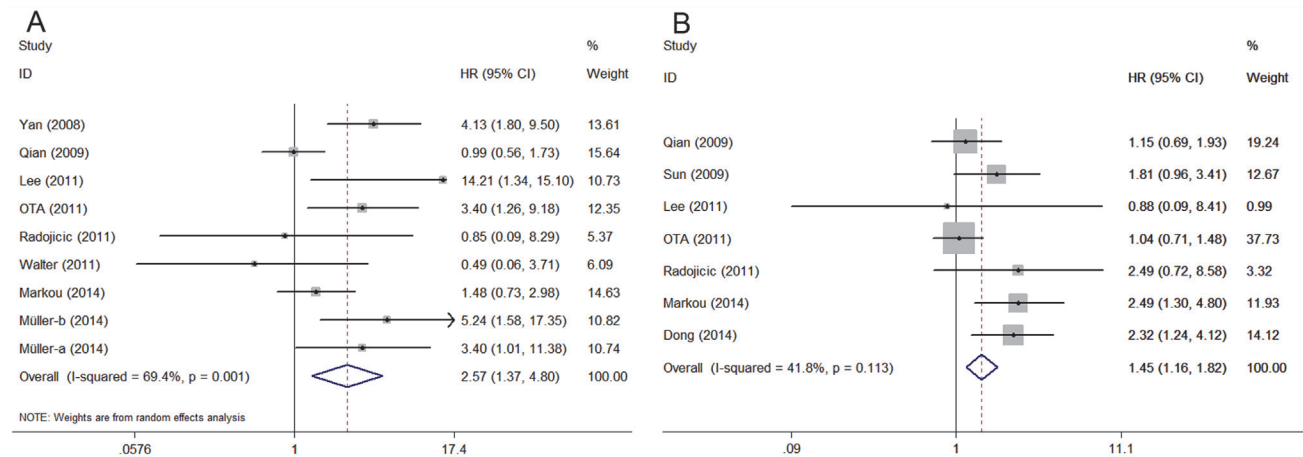 A
Study %
ID HR (95% CI) Weight
Yan (2008) 4.13 (1.80, 9.50) 13.61
Qian (2009) 0.99 (0.56, 1.73) 15.64
Lee (2011) 14.21 (1.34, 15.10) 10.73
OTA (2011) 3.40 (1.26, 9.18) 12.35
Radojicic (2011) 0.85 (0.09, 8.29) 5.37
Walter (2011) 0.49 (0.06, 3.71) 6.09
Markou (2014) 1.48 (0.73, 2.98) 14.63
Müller-b (2014) 5.24 (1.58, 17.35) 10.82
Müller-a (2014) 3.40 (1.01, 11.38) 10.74
Overall (I-squared = 69.4%, p = 0.001) 2.57 (1.37, 4.80) 100.00
NOTE: Weights are from random effects analysis
.0576 1 17.4
B
Study %
ID HR (95% CI) Weight
Qian (2009) 1.15 (0.69, 1.93) 19.24
Sun (2009) 1.81 (0.96, 3.41) 12.67
Lee (2011) 0.88 (0.09, 8.41) 0.99
OTA (2011) 1.04 (0.71, 1.48) 37.73
Radojicic (2011) 2.49 (0.72, 8.58) 3.32
Markou (2014) 2.49 (1.30, 4.80) 11.93
Dong (2014) 2.32 (1.24, 4.12) 14.12
Overall (I-squared = 41.8%, p = 0.113) 1.45 (1.16, 1.82) 100.00
.09 1 11.1